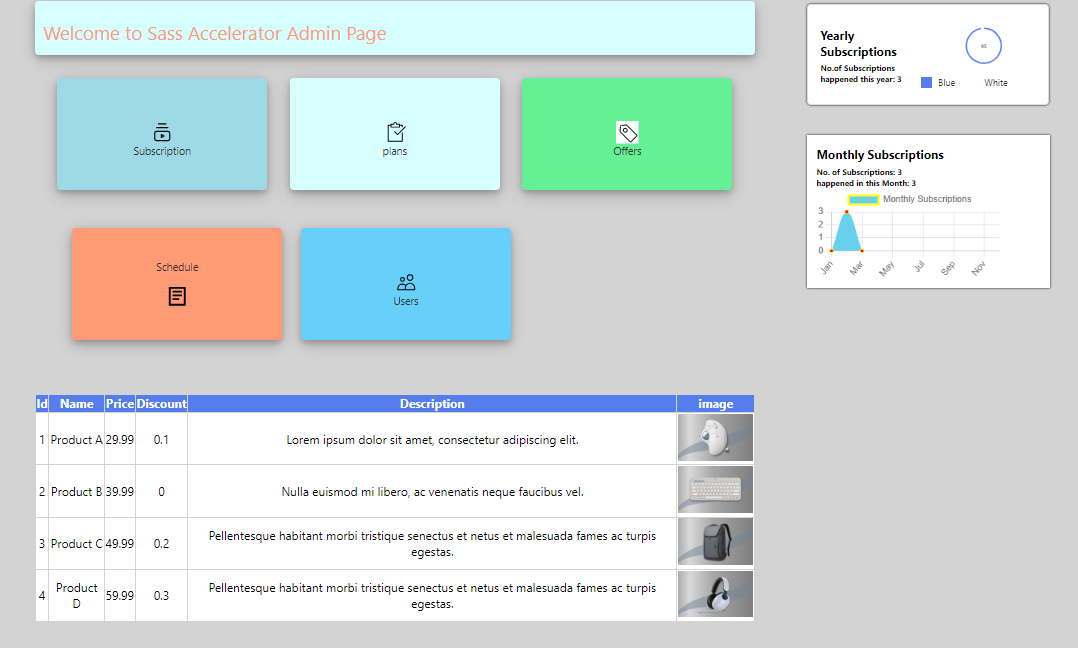 Welcome to Sass Accelerator Admin Page
Subscription
plans
Offers
Schedule
Users
Yearly
Subscriptions
No.of Subscriptions
happened this year: 3
95
Blue
White
Monthly Subscriptions
No. of Subscriptions: 3
happened in this Month: 3
Monthly Subscriptions
3
2
1
0
Jan Mar May Jul Sep Nov
Id Name Price Discount Description image
1 Product A 29.99 0.1 Lorem ipsum dolor sit amet, consectetur adipiscing elit.
2 Product B 39.99 0 Nulla euismod mi libero, ac venenatis neque faucibus vel.
3 Product C 49.99 0.2 Pellentesque habitant morbi tristique senectus et netus et malesuada fames ac turpis
egestas.
4 Product
D 59.99 0.3 Pellentesque habitant morbi tristique senectus et netus et malesuada fames ac turpis
egestas.